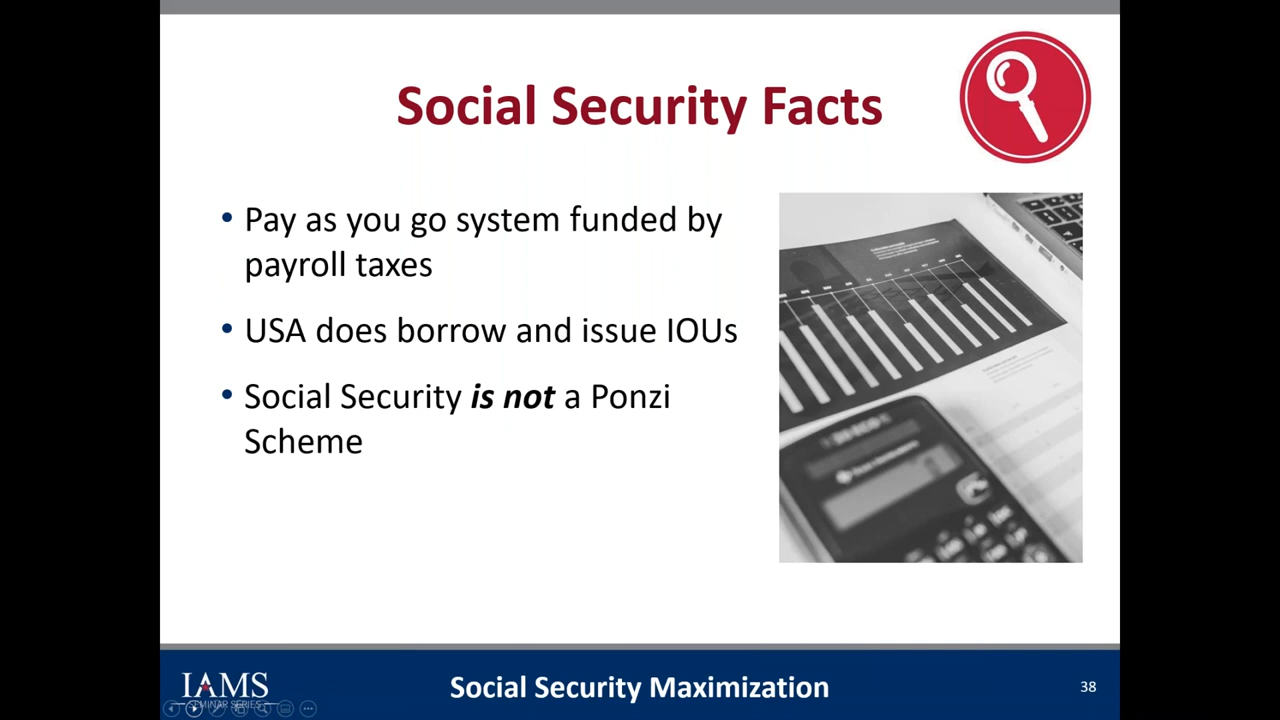 Social Security Facts
• Pay as you go system funded by
payroll taxes
• USA does borrow and issue IOUs
• Social Security is not a Ponzi
Scheme
IAMS
SEMINAR SERIES
Social Security Maximization
38